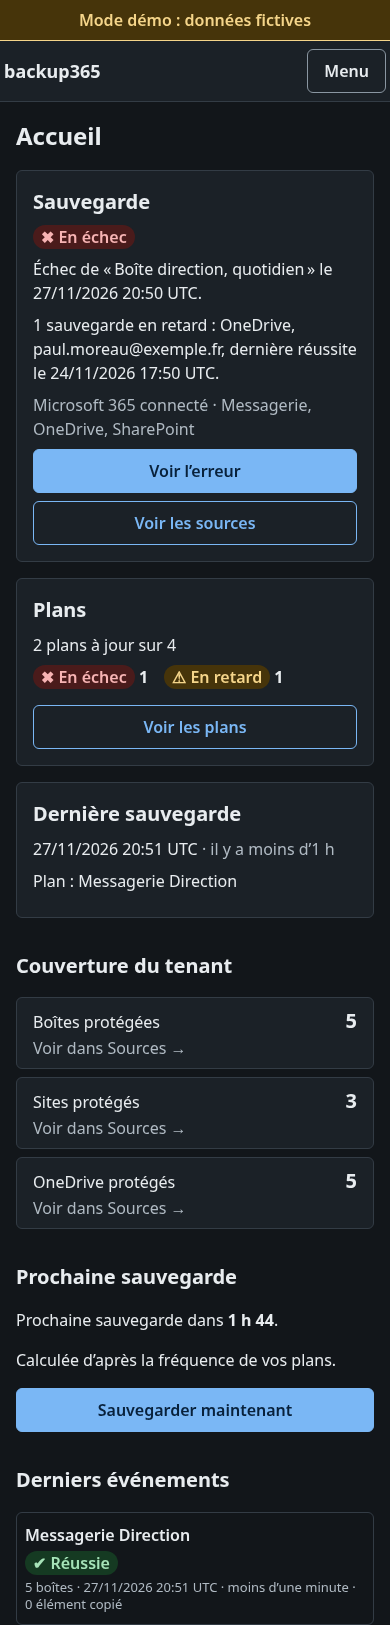 Mode démo : données fictives
backup365
Menu
Accueil
Sauvegarde
✖ En échec
Échec de « Boîte direction, quotidien » le
27/11/2026 20:50 UTC.
1 sauvegarde en retard : OneDrive,
paul.moreau@exemple.fr, dernière réussite
le 24/11/2026 17:50 UTC.
Microsoft 365 connecté · Messagerie,
OneDrive, SharePoint
Voir l’erreur
Voir les sources
Plans
2 plans à jour sur 4
✖ En échec 1 ⚠ En retard 1
Voir les plans
Dernière sauvegarde
27/11/2026 20:51 UTC · il y a moins d’1 h
Plan : Messagerie Direction
Couverture du tenant
Boîtes protégées 5
Voir dans Sources →
Sites protégés 3
Voir dans Sources →
OneDrive protégés 5
Voir dans Sources →
Prochaine sauvegarde
Prochaine sauvegarde dans 1 h 44.
Calculée d’après la fréquence de vos plans.
Sauvegarder maintenant
Derniers événements
Messagerie Direction
✔ Réussie
5 boîtes · 27/11/2026 20:51 UTC · moins d’une minute ·
0 élément copié